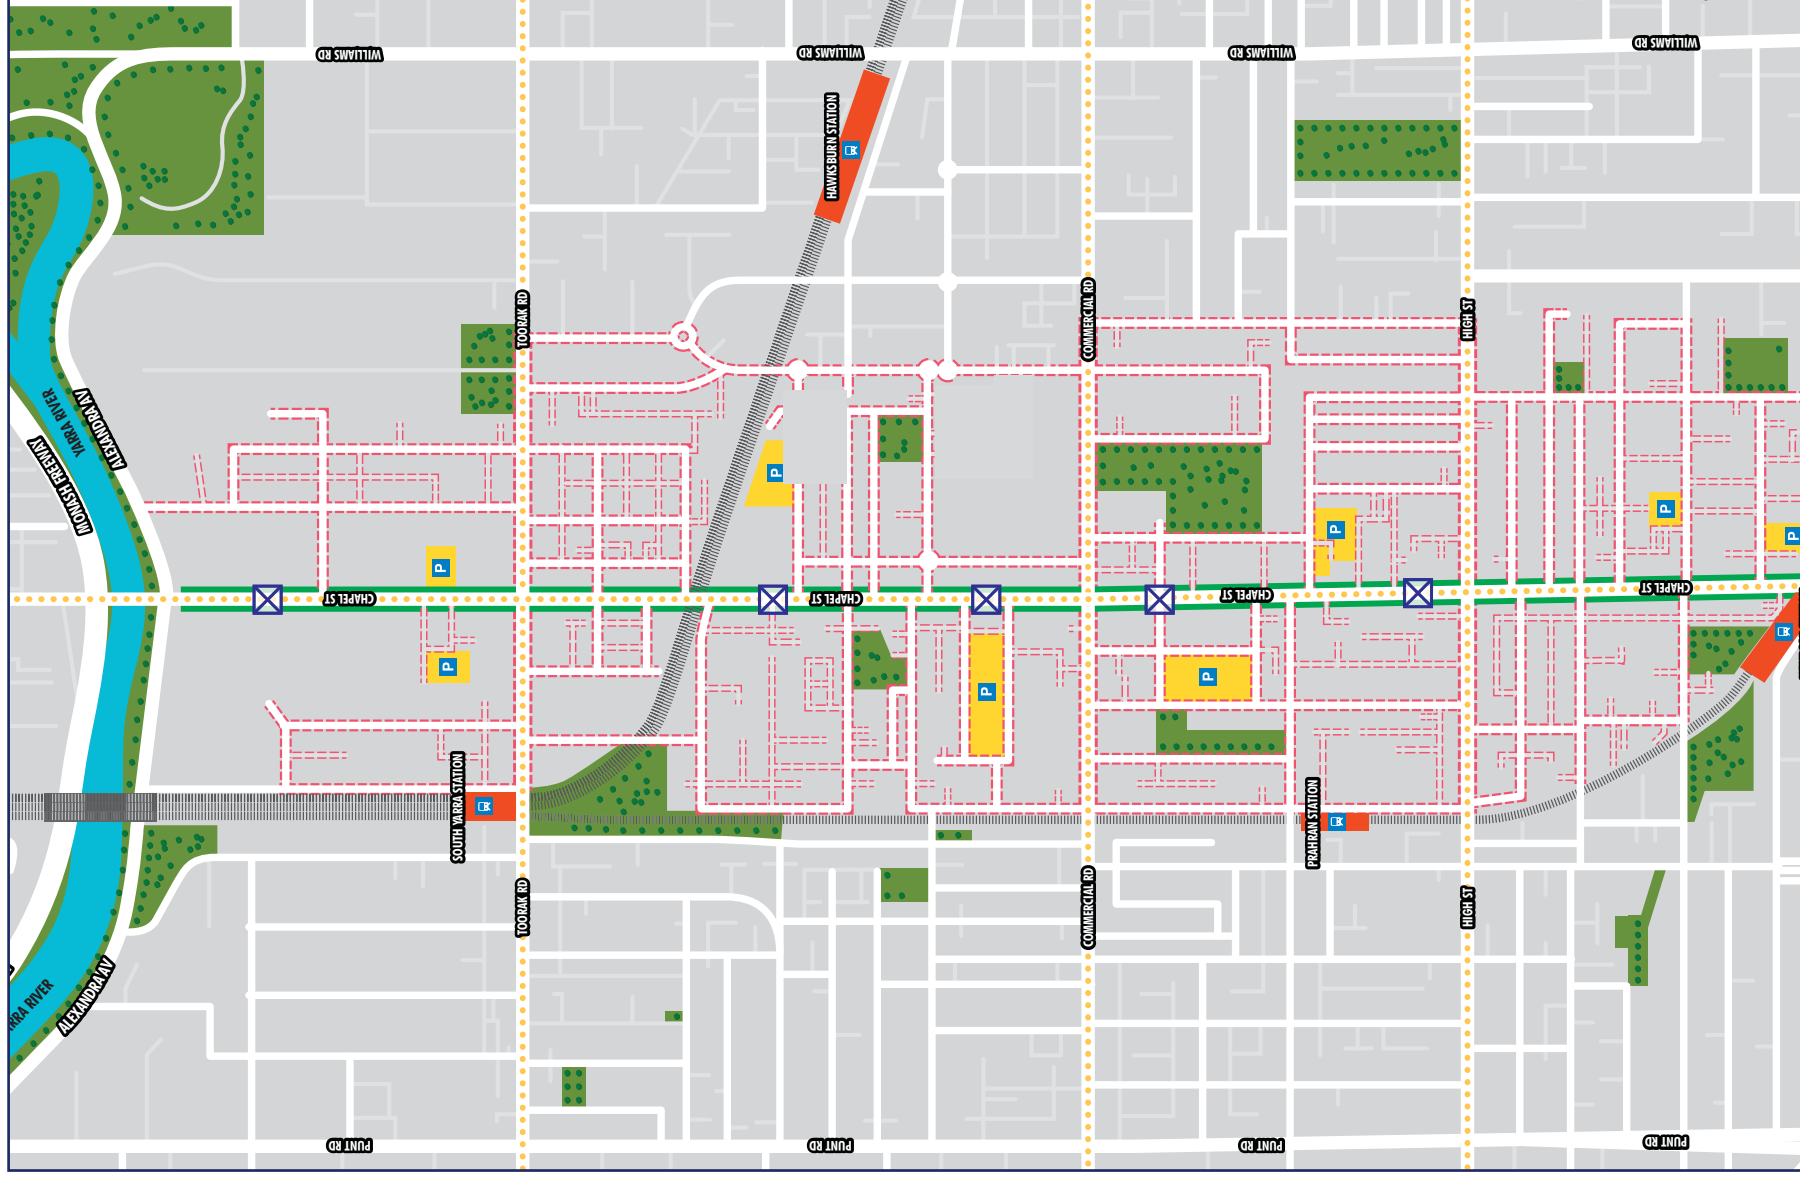 WILLIAMS RD
WILLIAMS RD
WILLIAMS RD
WILLIAMS RD
HAWKSBURN STATION
TOORAK RD
COMMERCIAL RD
HIGH ST
YARRA RIVER
ALEXANDRA AV
MONASH FREEWAY
P
P
P
P
P
P
P
P
CHAPEL ST
CHAPEL ST
CHAPEL ST
CHAPEL ST
SOUTH YARRA STATION
PRAHRAN STATION
TOORAK RD
COMMERCIAL RD
HIGH ST
RIVER
ALEXANDRA AV
PUNT RD
PUNT RD
PUNT RD
PUNT RD